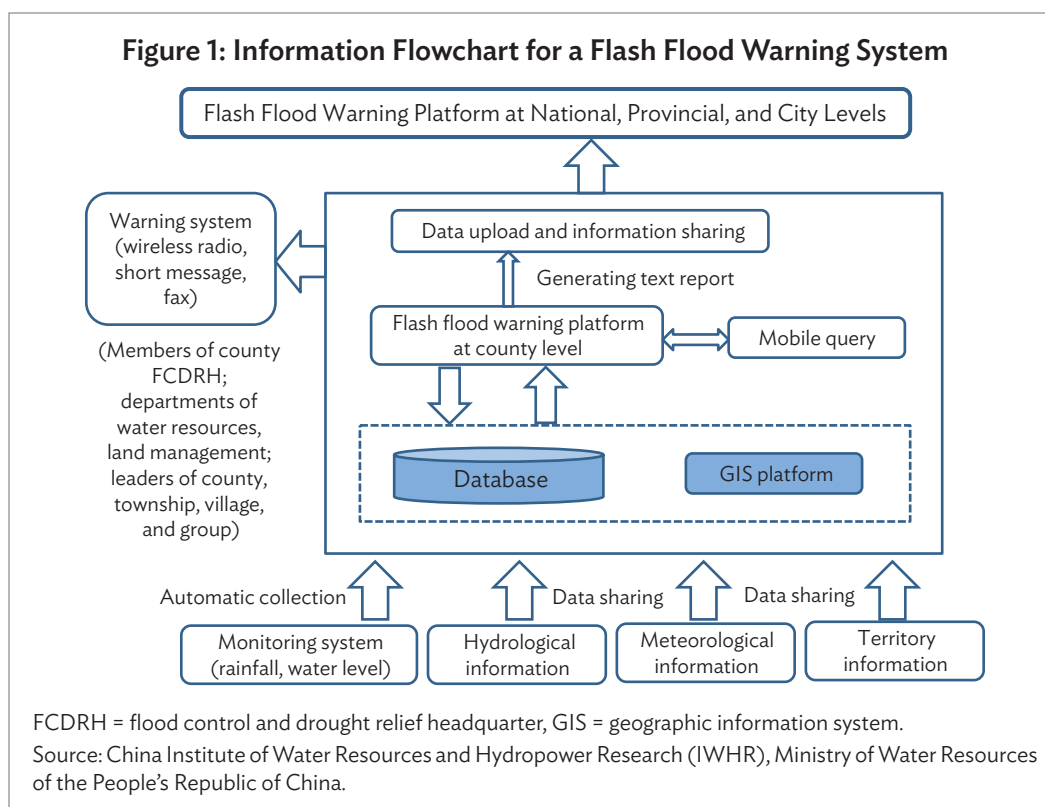 Figure 1: Information Flowchart for a Flash Flood Warning System
Flash Flood Warning Platform at National, Provincial, and City Levels
Warning system
(wireless radio,
short message,
fax)
(Members of county
FCDRH;
departments of
water resources,
land management;
leaders of county,
township, village,
and group)
Data upload and information sharing
Generating text report
Flash flood warning platform
at county level
Mobile query
Database
GIS platform
Automatic collection
Data sharing
Data sharing
Monitoring system
(rainfall, water level)
Hydrological
information
Meteorological
information
Territory
information
FCDRH = flood control and drought relief headquarter, GIS = geographic information system.
Source: China Institute of Water Resources and Hydropower Research (IWHR), Ministry of Water Resources
of the People’s Republic of China.